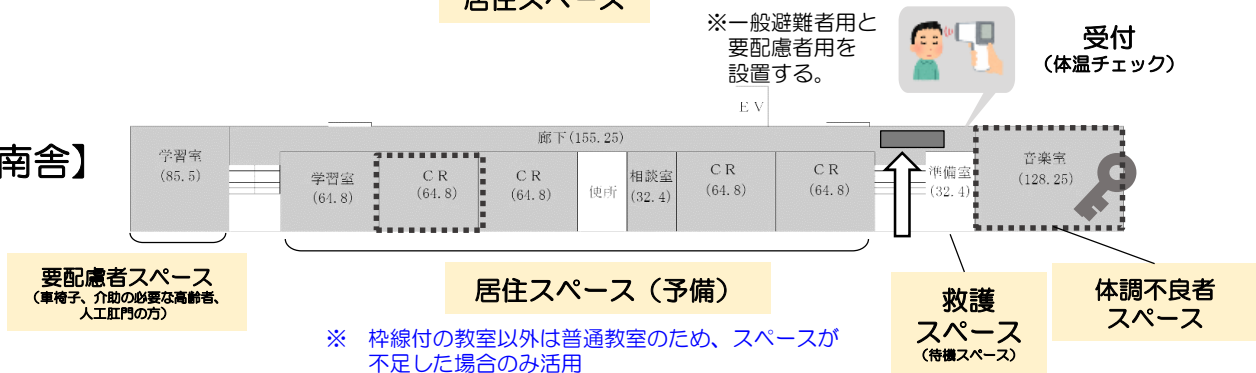 居住スペース
※一般避難者用と
要配慮者用を
設置する。
受付
（体温チェック）
ＥＶ
南舎】
廊下(155.25)
学習室
(85.5)
学習室
(64.8)
ＣＲ
(64.8)
ＣＲ
(64.8)
便所
相談室
(32.4)
ＣＲ
(64.8)
ＣＲ
(64.8)
準備室
(32.4)
音楽室
(128.25)
要配慮者スペース
（車椅子、介助の必要な高齢者、
人工肛門の方）
居住スペース（予備）
救護
スペース
（待機スペース）
体調不良者
スペース
※　枠線付の教室以外は普通教室のため、スペースが
不足した場合のみ活用